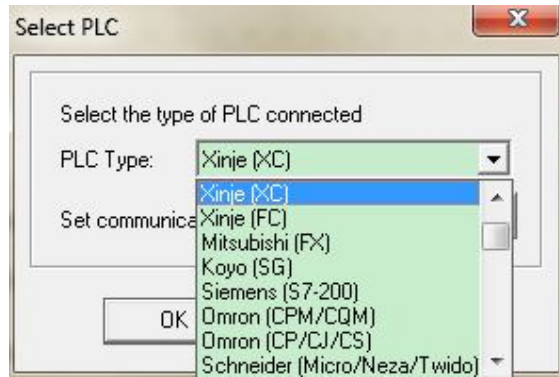 Select PLC
Select the type of PLC connected
PLC Type: Xinje (XC)
Xinje (XC)
Set communica Xinje (FC)
Mitsubishi (FX)
Koyo (SG)
Siemens (S7-200)
OK Omron (CPM/CQM)
Omron (CP/CJ/CS)
Schneider (Micro/Neza/Twido)